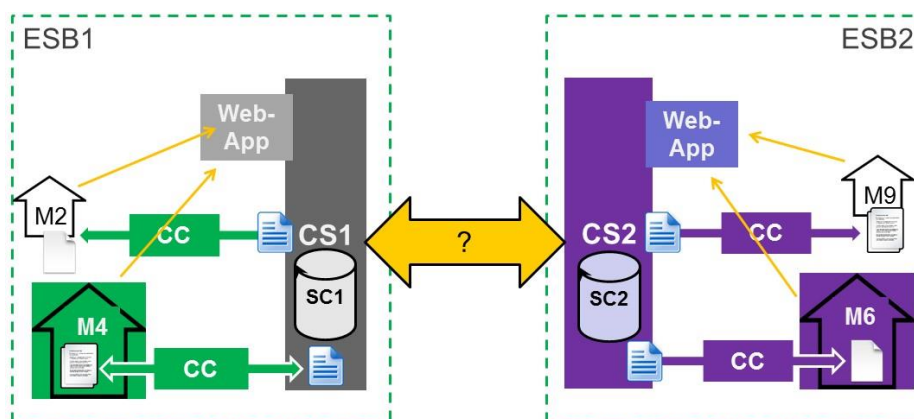 ESB1
ESB2
Web-
App
Web-
App
M2
M9
CC
CS1
?
CS2
CC
SC1
SC2
M4
M6
CC
CC